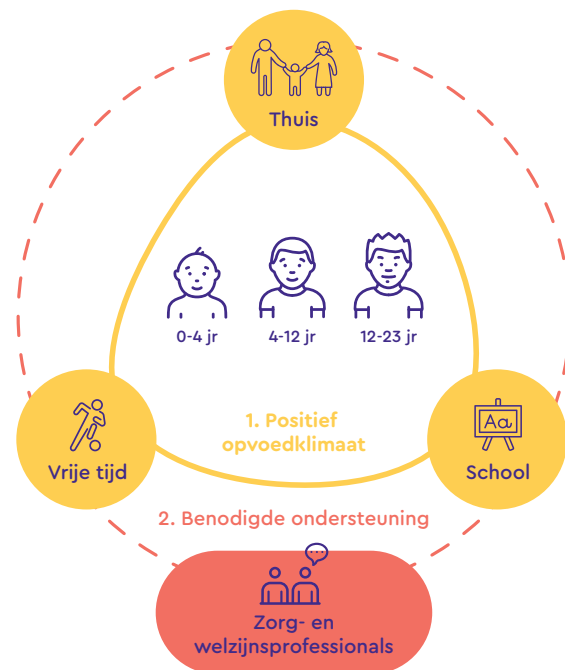 Thuis
0-4 jr
4-12 jr
12-23 jr
1. Positief
opvoedklimaat
Vrije tijd
Aa
School
2. Benodigde ondersteuning
Zorg- en
welzijnsprofessionals